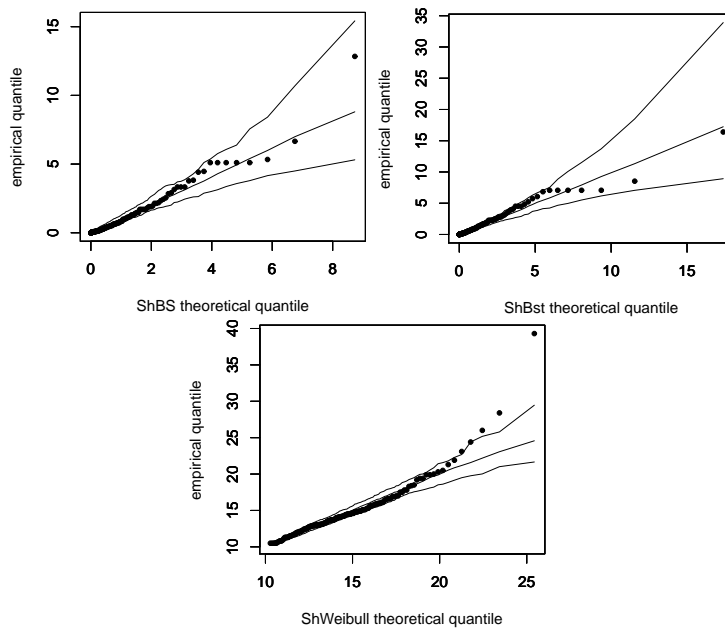 15
10
5
0
empirical quantile
0 2 4 6 8
ShBS theoretical quantile
35
30
25
20
15
10
5
0
empirical quantile
0 5 10 15
ShBst theoretical quantile
40
35
30
25
20
15
10
empirical quantile
10 15 20 25
ShWeibull theoretical quantile